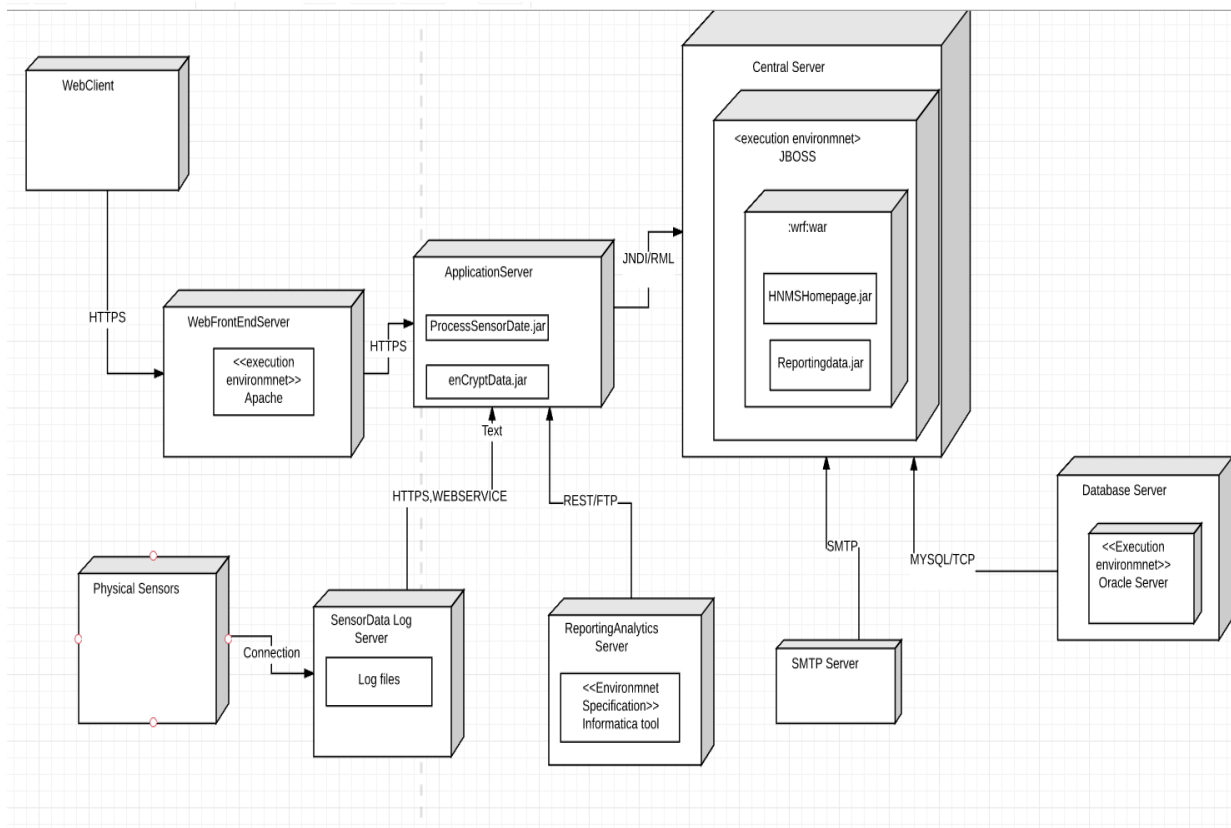 WebClient
HTTPS
WebFrontEndServer
<<execution
environmnet>>
Apache
HTTPS
ApplicationServer
ProcessSensorDate.jar
enCryptData.jar
JNDI/RML
Central Server
<execution environmnet>
JBOSS
:wrf:war
HNMSHomepage.jar
Reportingdata.jar
Text
HTTPS,WEBSERVICE
REST/FTP
SMTP
MYSQL/TCP
Database Server
<<Execution
environmnet>>
Oracle Server
Physical Sensors
Connection
SensorData Log
Server
Log files
ReportingAnalytics
Server
<<Environmnet
Specification>>
Informatica tool
SMTP Server